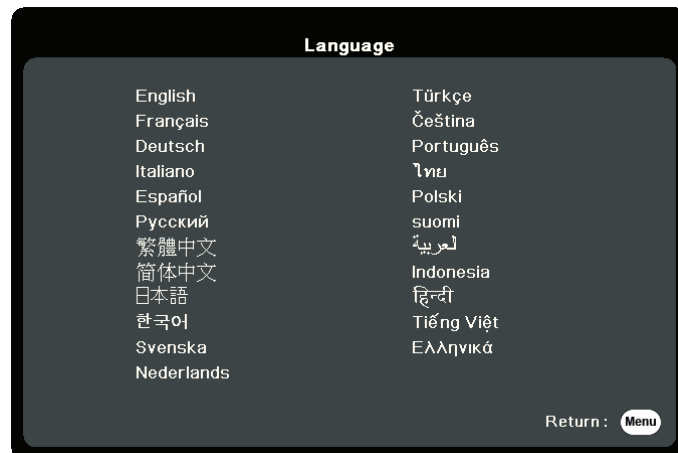 Language
English
Français
Deutsch
Italiano
Español
Русский
繁體中文
简体中文
日本語
한국어
Svenska
Nederlands
Türkçe
Čeština
Português
ไทย
Polski
suomi
لعربية
Indonesia
हिन्दी
Tiếng Việt
Ελληνικά
Return: Menu